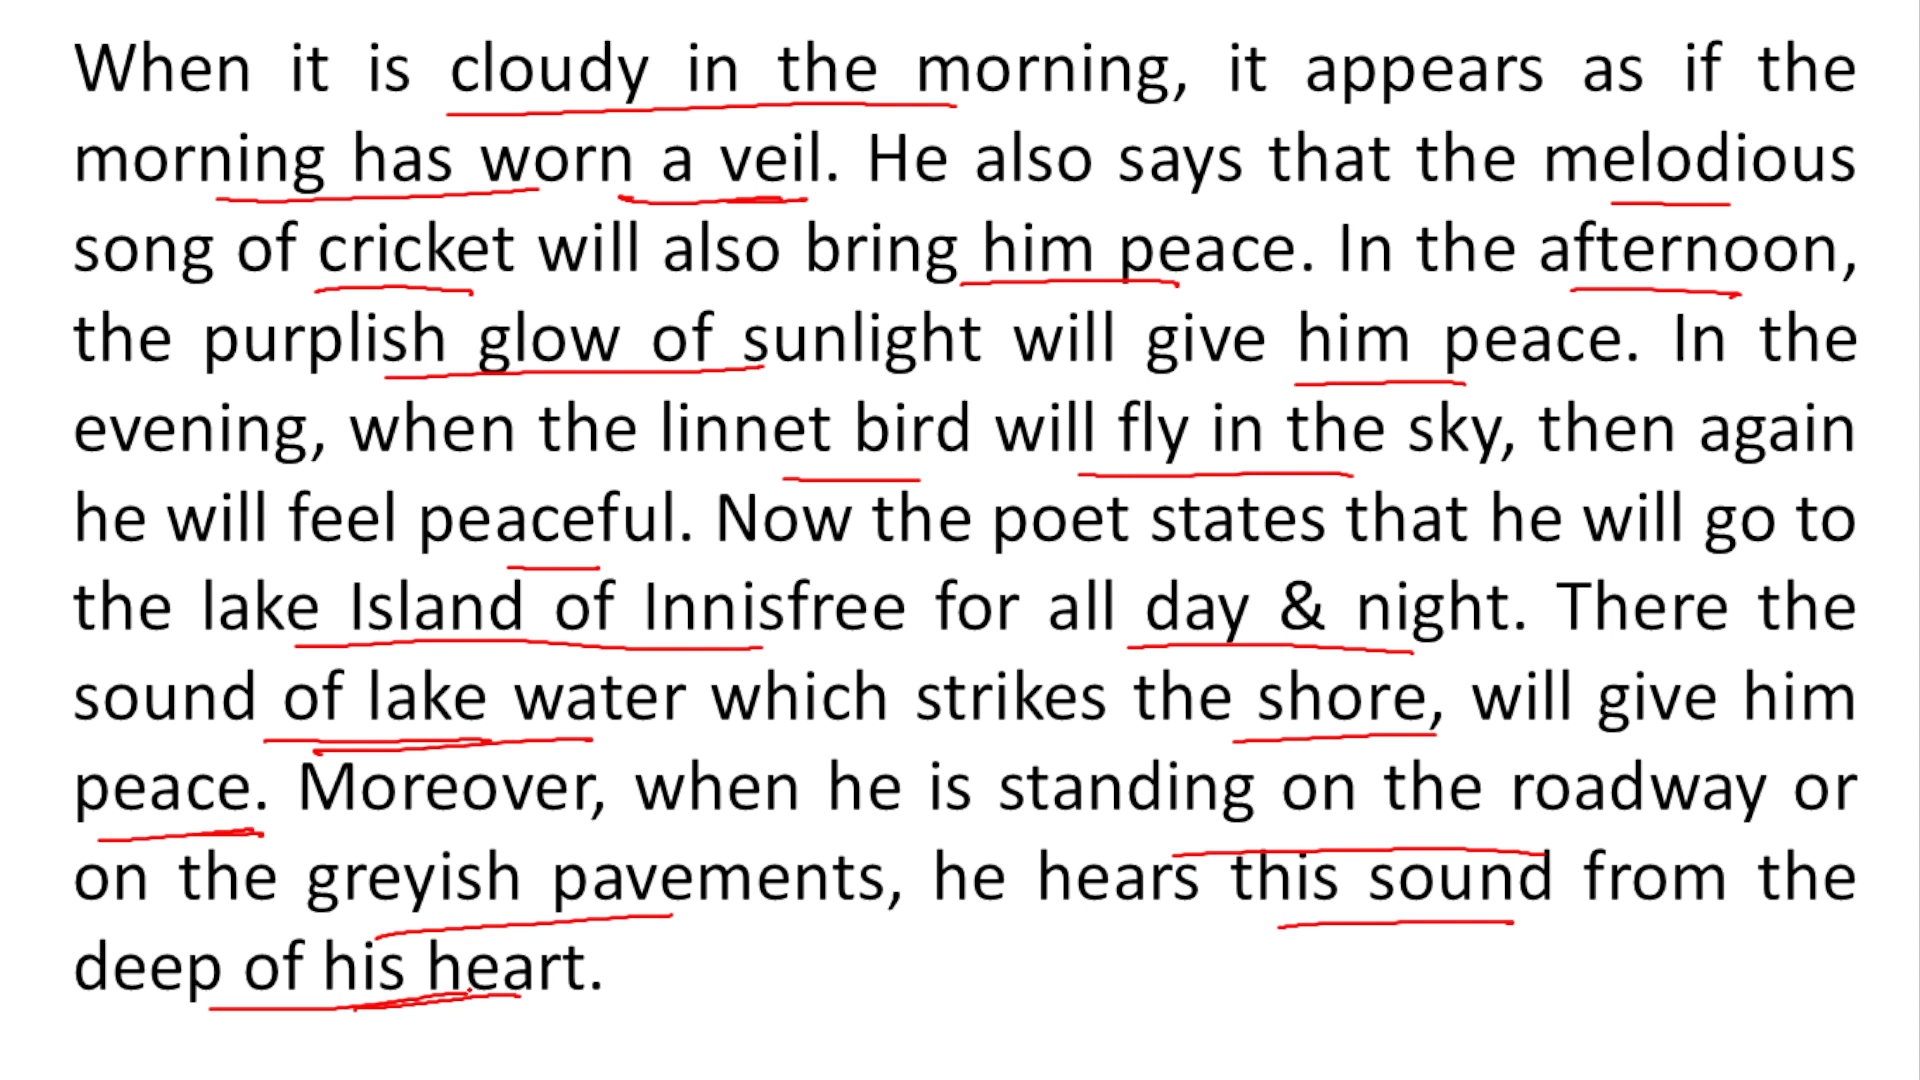 When it is cloudy in the morning, it appears as if the
morning has worn a veil. He also says that the melodious
song of cricket will also bring him peace. In the afternoon,
the purplish glow of sunlight will give him peace. In the
evening, when the linnet bird will fly in the sky, then again
he will feel peaceful. Now the poet states that he will go to
the lake Island of Innisfree for all day & night. There the
sound of lake water which strikes the shore, will give him
peace. Moreover, when he is standing on the roadway or
on the greyish pavements, he hears this sound from the
deep of his heart.